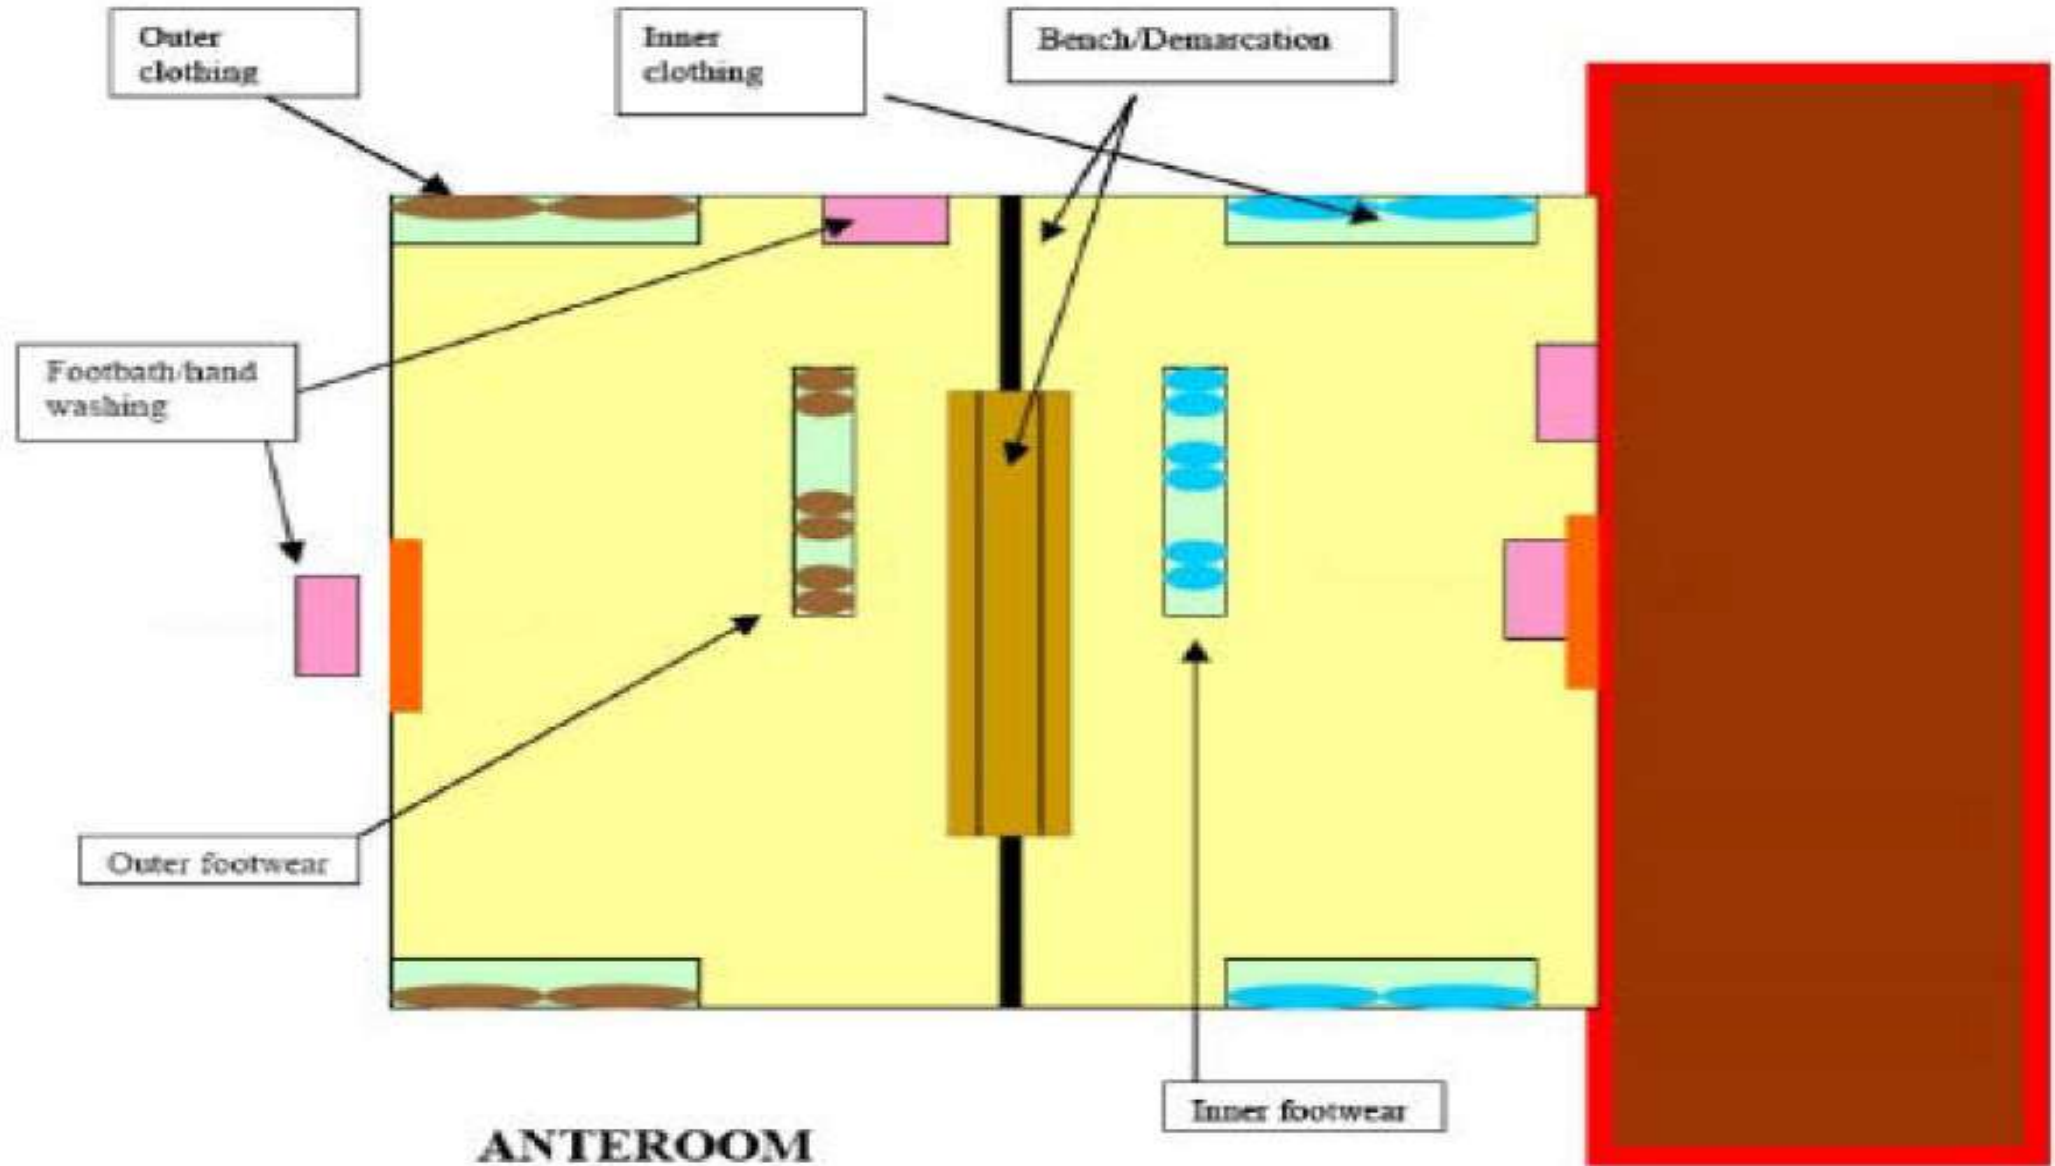 Outer
clothing
Inner
clothing
Bench/Demarcation
Footbath/hand
washing
Outer footwear
Inner footwear
ANTEROOM